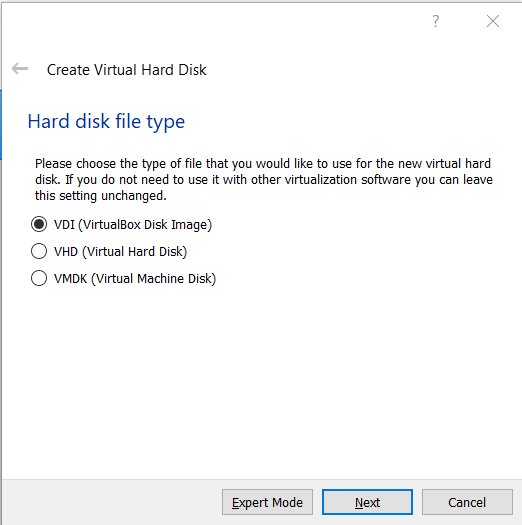 ?
Create Virtual Hard Disk
Hard disk file type
Please choose the type of file that you would like to use for the new virtual hard
disk. If you do not need to use it with other virtualization software you can leave
this setting unchanged.
VDI (VirtualBox Disk Image)
VHD (Virtual Hard Disk)
VMDK (Virtual Machine Disk)
Expert Mode Next Cancel